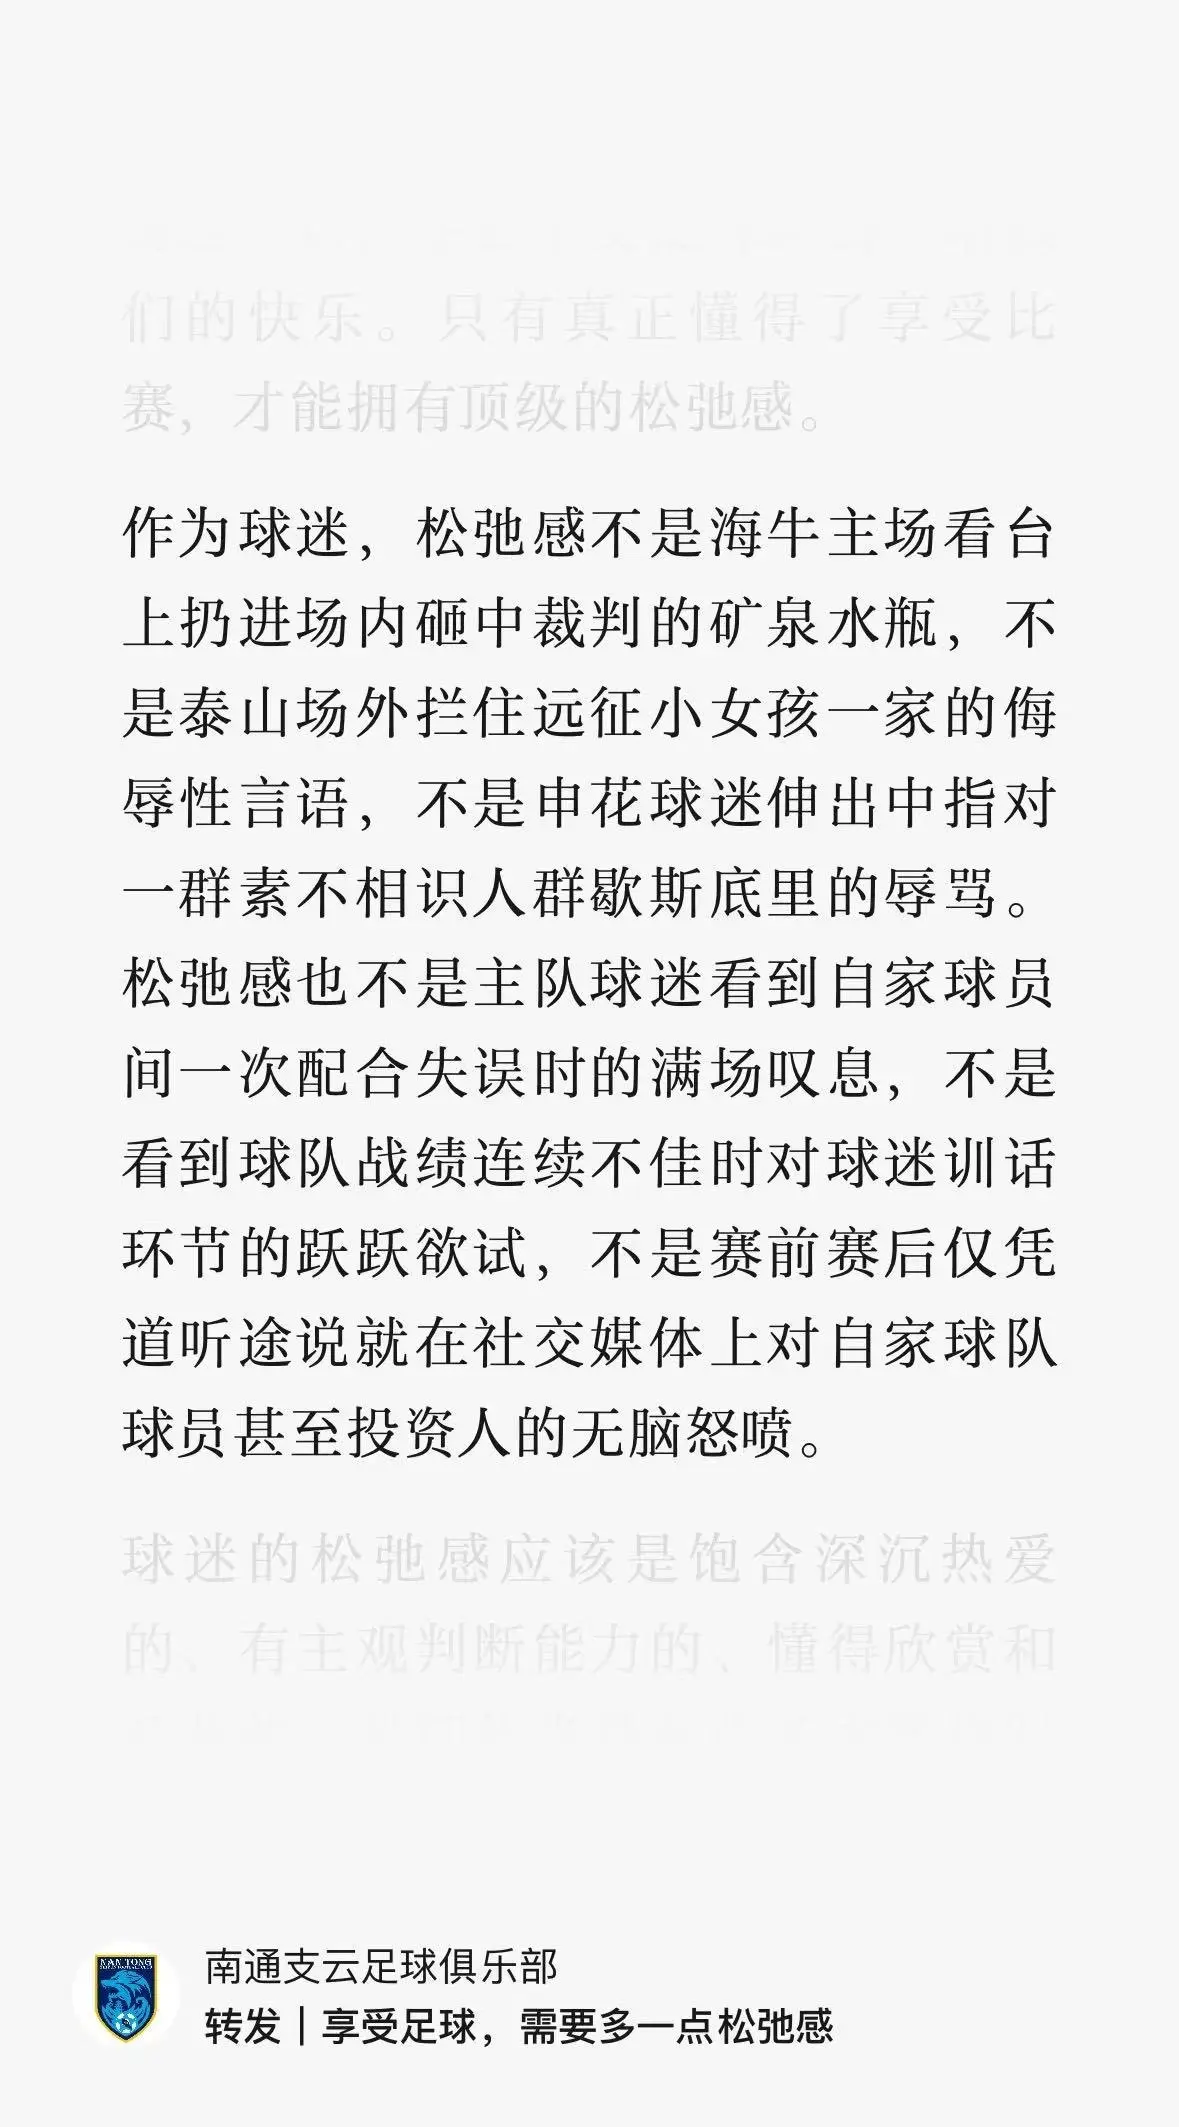 们的快乐。只有真正懂得了享受比
赛，才能拥有顶级的松弛感。
作为球迷，松弛感不是海牛主场看台
上扔进场内砸中裁判的矿泉水瓶，不
是泰山场外拦住远征小女孩一家的侮
辱性言语，不是申花球迷伸出中指对
一群素不相识人群歇斯底里的辱骂。
松弛感也不是主队球迷看到自家球员
间一次配合失误时的满场叹息，不是
看到球队战绩连续不佳时对球迷训话
环节的跃跃欲试，不是赛前赛后仅凭
道听途说就在社交媒体上对自家球队
球员甚至投资人的无脑怒喷。
球迷的松弛感应该是饱含深沉热爱
的、有主观判断能力的、懂得欣赏和
NAN TONG
南通支云足球俱乐部
转发 | 享受足球，需要多一点松弛感